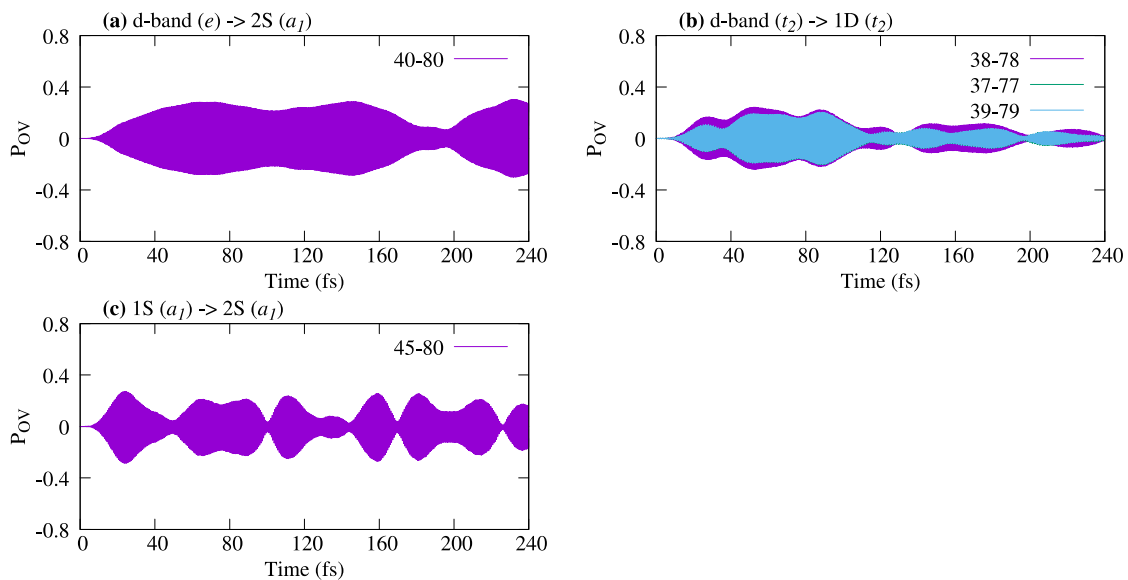 (a) d-band (e) -> 2S (a1)
0.8
0.4
0
-0.4
-0.8
POV
40-80
0 40 80 120 160 200 240
Time (fs)
(b) d-band (t2) -> 1D (t2)
0.8
0.4
0
-0.4
-0.8
POV
38-78
37-77
39-79
0 40 80 120 160 200 240
Time (fs)
(c) 1S (a1) -> 2S (a1)
0.8
0.4
0
-0.4
-0.8
POV
45-80
0 40 80 120 160 200 240
Time (fs)